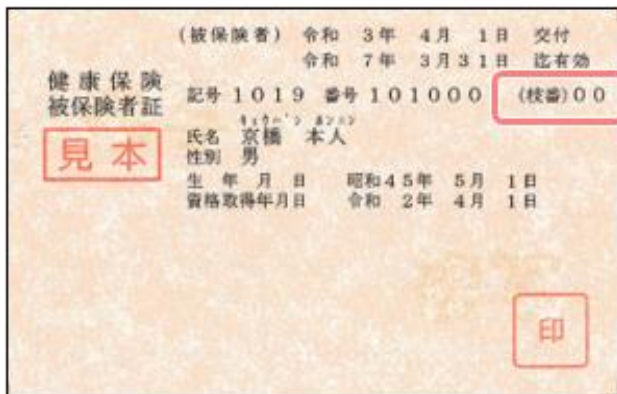 (被保険者) 令和 3年 4月 1日 交付
令和 7年 3月31日 迄有効
健康保険
被保険者証
記号 1019 番号 101000 (枝番)00
見本
キョウバシ ホンニン
氏名 京橋 本人
性別 男
生年月日 昭和45年 5月 1日
資格取得年月日 令和 2年 4月 1日
印